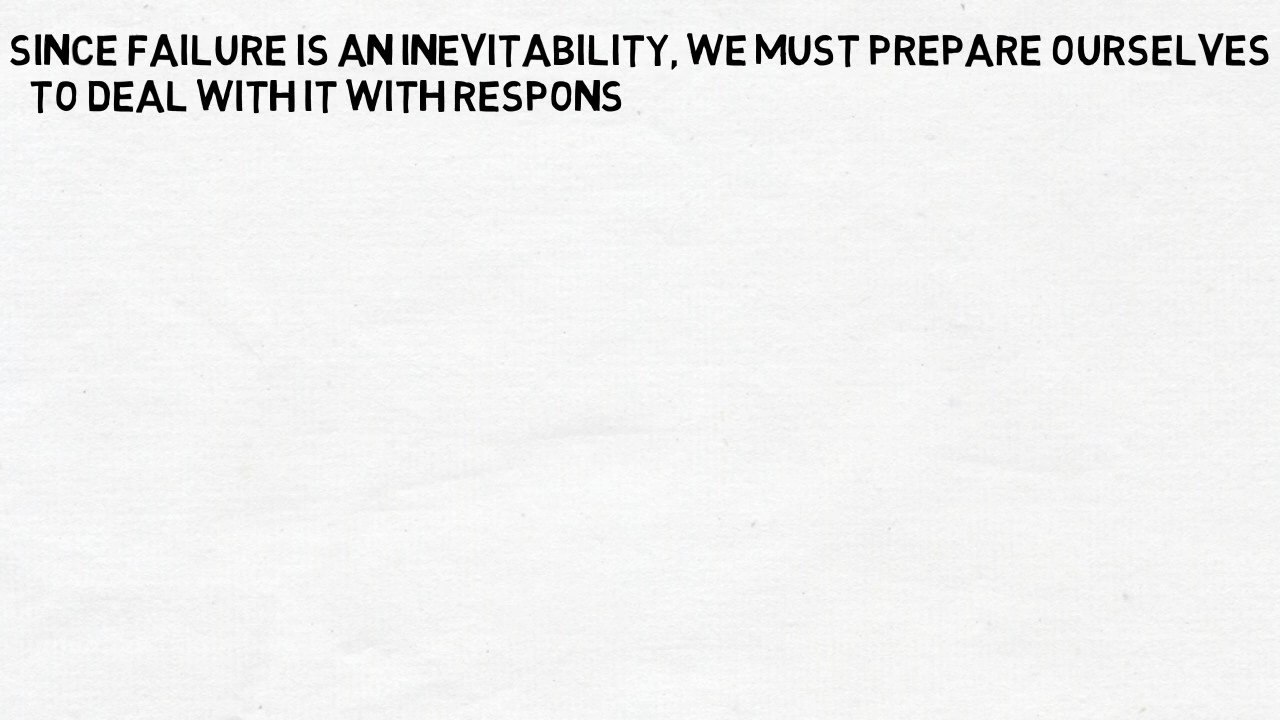 SINCE FAILURE IS AN INEVITABILITY, WE MUST PREPARE OURSELVES
TO DEAL WITH IT WITH RESPONS